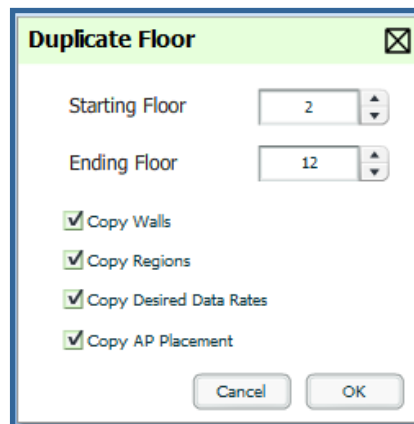 Duplicate Floor
Starting Floor 2
Ending Floor 12
Copy Walls
Copy Regions
Copy Desired Data Rates
Copy AP Placement
Cancel OK